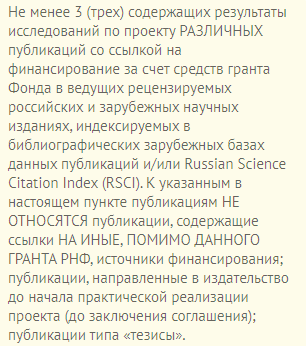 Не менее 3 (трех) содержащих результаты
исследований по проекту РАЗЛИЧНЫХ
публикаций со ссылкой на
финансирование за счет средств гранта
Фонда в ведущих рецензируемых
российских и зарубежных научных
изданиях, индексируемых в
библиографических зарубежных базах
данных публикаций и/или Russian Science
Citation Index (RSCI). К указанным в
настоящем пункте публикациям НЕ
ОТНОСЯТСЯ публикации, содержащие
ссылки НА ИНЫЕ, ПОМИМО ДАННОГО
ГРАНТА РНФ, источники финансирования;
публикации, направленные в издательство
до начала практической реализации
проекта (до заключения соглашения);
публикации типа «тезисы».